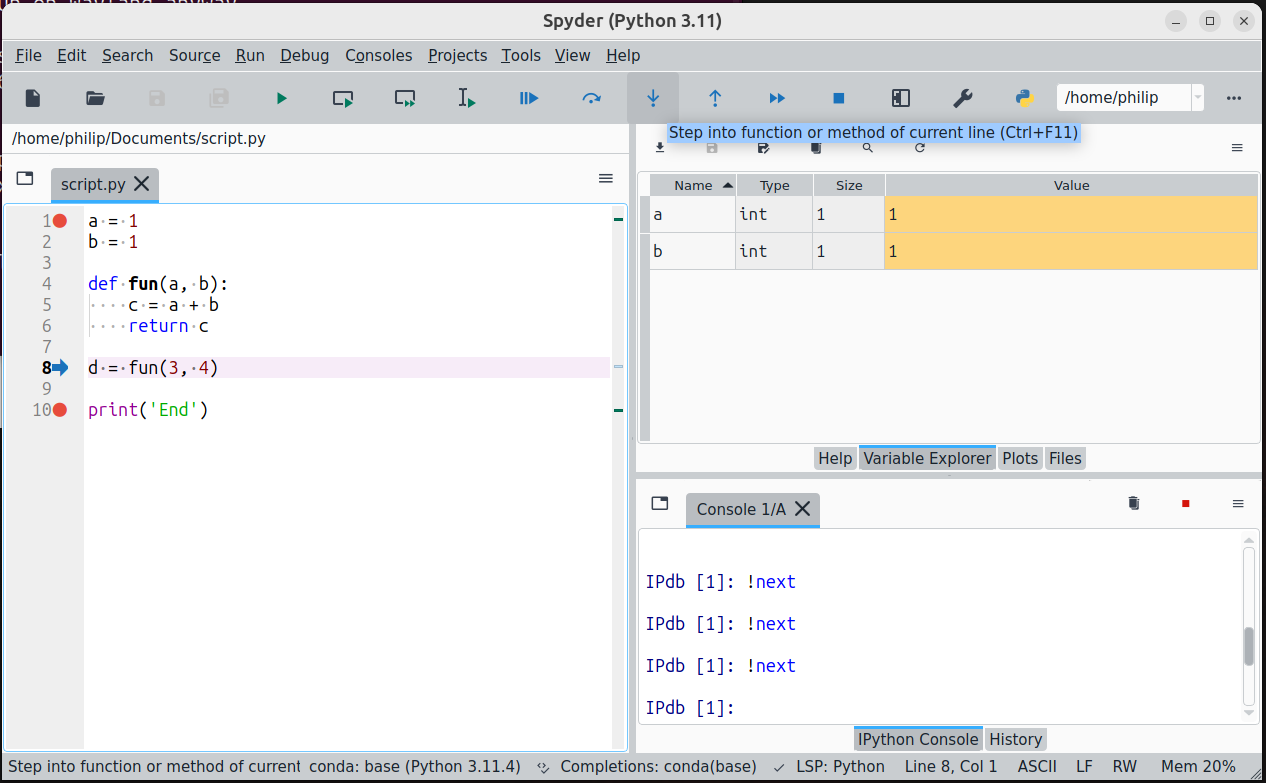 Spyder (Python 3.11)
File Edit Search Source Run Debug Consoles Projects Tools View Help
/home/philip
/home/philip/Documents/script.py
Step into function or method of current line (Ctrl+F11)
script.py
1 a = 1
2 b = 1
3
4 def fun(a, b):
5 c = a + b
6 return c
7
8 d = fun(3, 4)
9
10 print('End')
Name Type Size Value
a int 1 1
b int 1 1
Help Variable Explorer Plots Files
Console 1/A
IPdb [1]: !next
IPdb [1]: !next
IPdb [1]: !next
IPdb [1]:
IPython Console History
Step into function or method of current conda: base (Python 3.11.4) Completions: conda(base) LSP: Python Line 8, Col 1 ASCII LF RW Mem 20%